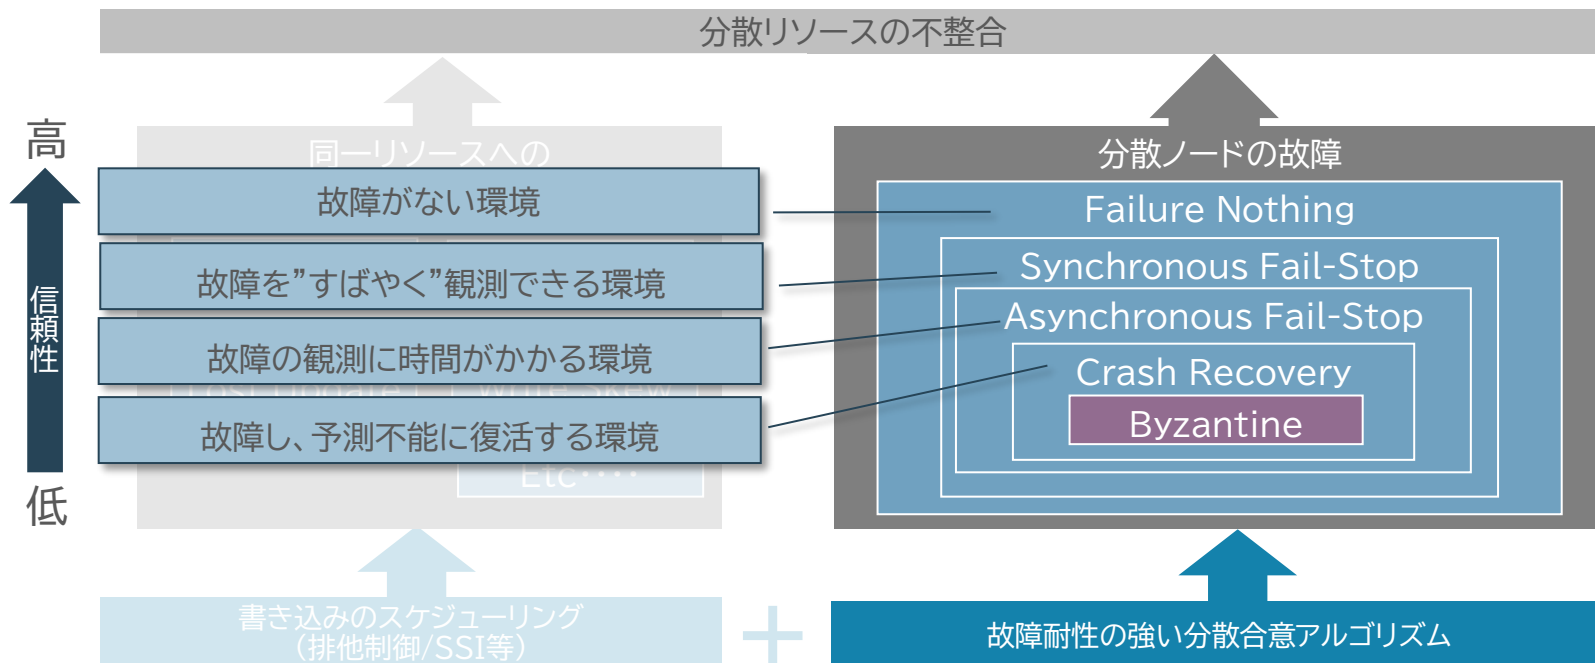 分散リソースの不整合
高
信頼性
低
同一リソースへの
故障がない環境
故障を”すばやく”観測できる環境
故障の観測に時間がかかる環境
Lost Update
Write Skew
故障し、予測不能に復活する環境
Etc‥‥
書き込みのスケジューリング
（排他制御/SSI等）
＋
分散ノードの故障
Failure Nothing
Synchronous Fail-Stop
Asynchronous Fail-Stop
Crash Recovery
Byzantine
故障耐性の強い分散合意アルゴリズム